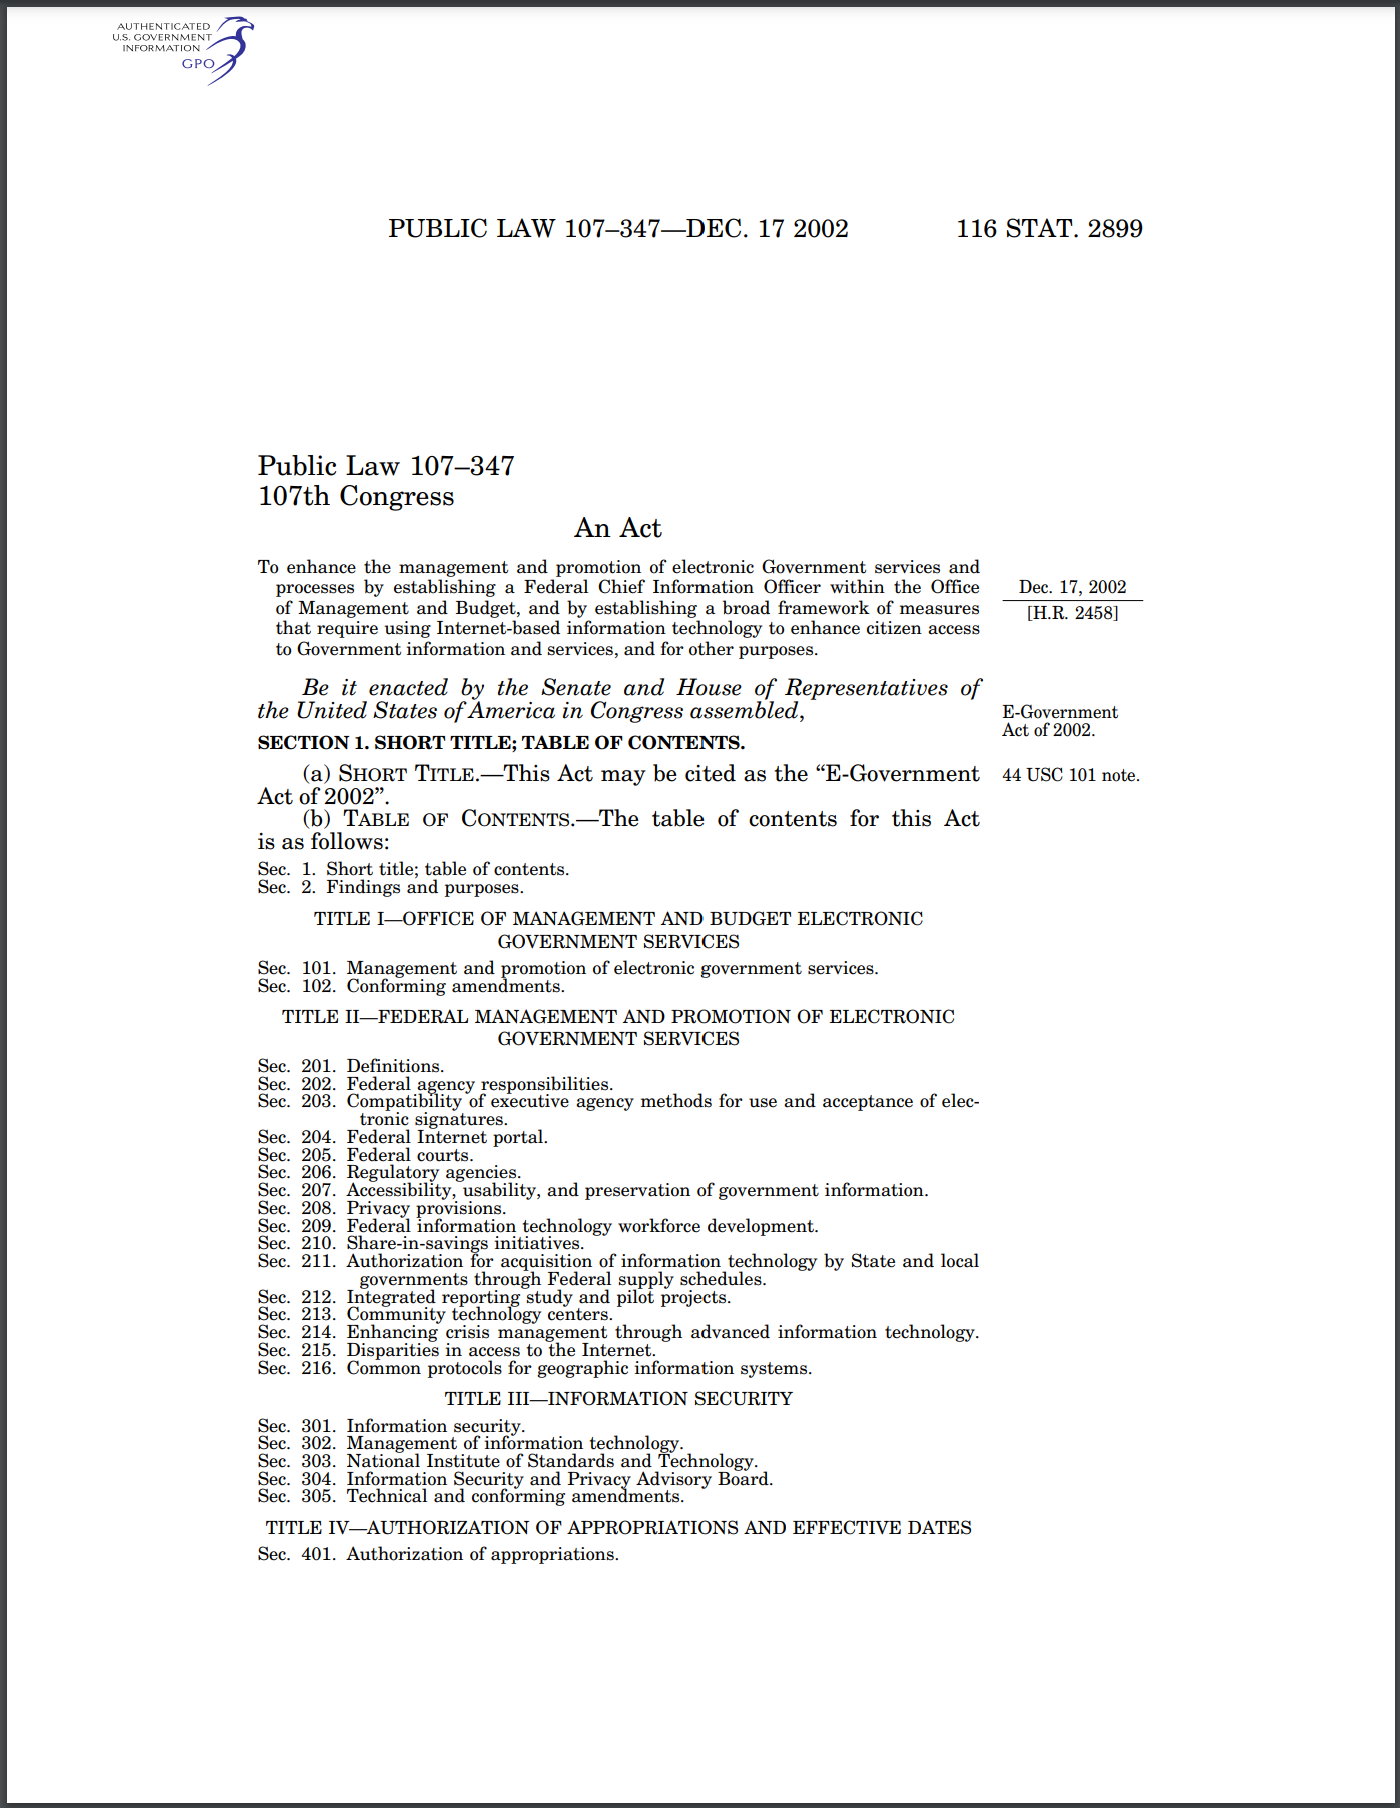 AUTHENTICATED
U.S. GOVERNMENT
INFORMATION
GPO
PUBLIC LAW 107–347—DEC. 17 2002
116 STAT. 2899
Public Law 107–347
107th Congress
An Act
To enhance the management and promotion of electronic Government services and
processes by establishing a Federal Chief Information Officer within the Office
of Management and Budget, and by establishing a broad framework of measures
that require using Internet-based information technology to enhance citizen access
to Government information and services, and for other purposes.
Dec. 17, 2002
[H.R. 2458]
Be it enacted by the Senate and House of Representatives of
the United States of America in Congress assembled,
E-Government
Act of 2002.
SECTION 1. SHORT TITLE; TABLE OF CONTENTS.
(a) SHORT TITLE.—This Act may be cited as the “E-Government
Act of 2002”.
44 USC 101 note.
(b) TABLE OF CONTENTS.—The table of contents for this Act
is as follows:
Sec. 1. Short title; table of contents.
Sec. 2. Findings and purposes.
TITLE I—OFFICE OF MANAGEMENT AND BUDGET ELECTRONIC
GOVERNMENT SERVICES
Sec. 101. Management and promotion of electronic government services.
Sec. 102. Conforming amendments.
TITLE II—FEDERAL MANAGEMENT AND PROMOTION OF ELECTRONIC
GOVERNMENT SERVICES
Sec. 201. Definitions.
Sec. 202. Federal agency responsibilities.
Sec. 203. Compatibility of executive agency methods for use and acceptance of elec-
tronic signatures.
Sec. 204. Federal Internet portal.
Sec. 205. Federal courts.
Sec. 206. Regulatory agencies.
Sec. 207. Accessibility, usability, and preservation of government information.
Sec. 208. Privacy provisions.
Sec. 209. Federal information technology workforce development.
Sec. 210. Share-in-savings initiatives.
Sec. 211. Authorization for acquisition of information technology by State and local
governments through Federal supply schedules.
Sec. 212. Integrated reporting study and pilot projects.
Sec. 213. Community technology centers.
Sec. 214. Enhancing crisis management through advanced information technology.
Sec. 215. Disparities in access to the Internet.
Sec. 216. Common protocols for geographic information systems.
TITLE III—INFORMATION SECURITY
Sec. 301. Information security.
Sec. 302. Management of information technology.
Sec. 303. National Institute of Standards and Technology.
Sec. 304. Information Security and Privacy Advisory Board.
Sec. 305. Technical and conforming amendments.
TITLE IV—AUTHORIZATION OF APPROPRIATIONS AND EFFECTIVE DATES
Sec. 401. Authorization of appropriations.